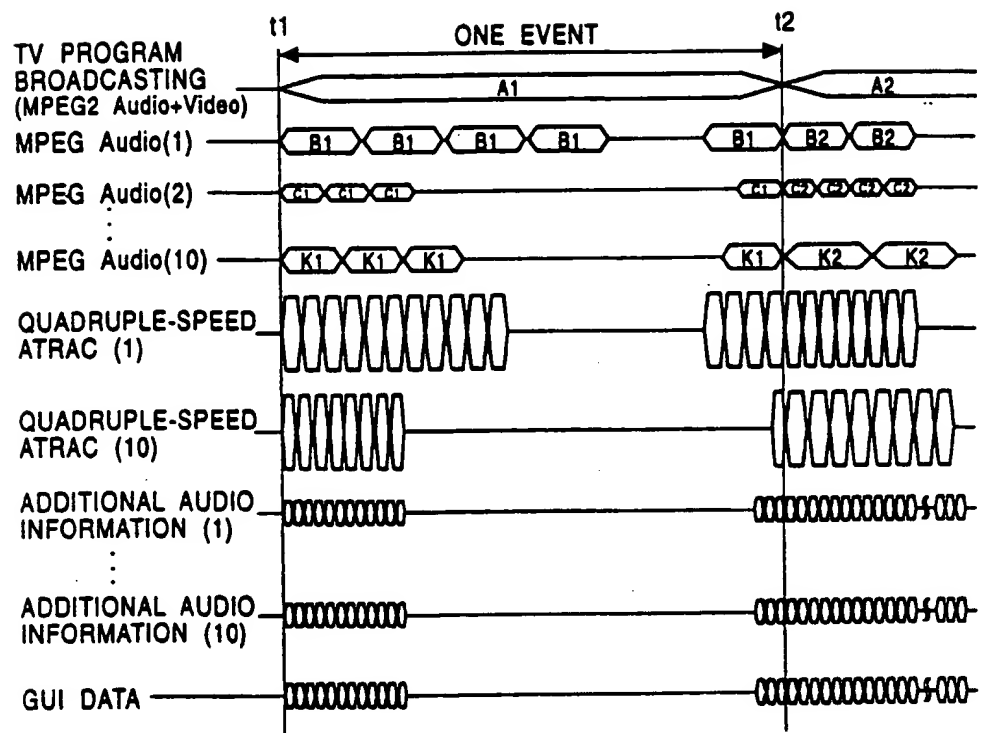 t1 ONE EVENT t2
TV PROGRAM
BROADCASTING
(MPEG2 Audio+Video)
A1 A2
MPEG Audio(1) B1 B1 B1 B1 B1 B2 B2
MPEG Audio(2) C1 C1 C1 C1 C2 C2 C2 C2
MPEG Audio(10) K1 K1 K1 K1 K2 K2
QUADRUPLE-SPEED
ATRAC (1)
QUADRUPLE-SPEED
ATRAC (10)
ADDITIONAL AUDIO
INFORMATION (1)
ADDITIONAL AUDIO
INFORMATION (10)
GUI DATA